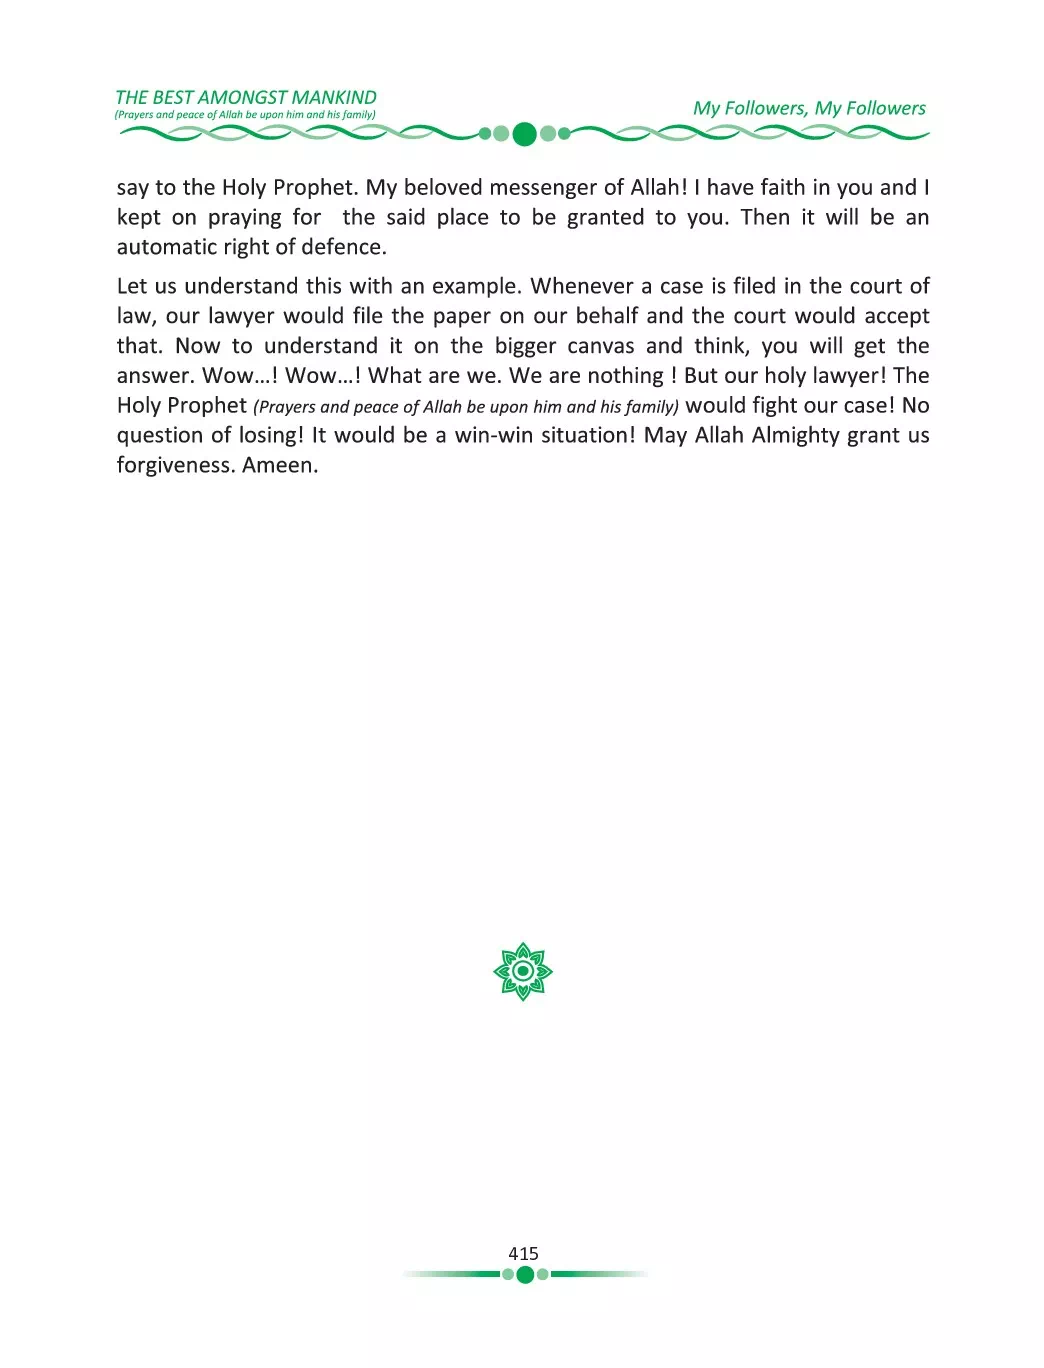 THE BEST AMONGST MANKIND
(Prayers and peace of Allah be upon him and his family)
My Followers, My Followers
say to the Holy Prophet. My beloved messenger of Allah! I have faith in you and I
kept on praying for the said place to be granted to you. Then it will be an
automatic right of defence.
Let us understand this with an example. Whenever a case is filed in the court of
law, our lawyer would file the paper on our behalf and the court would accept
that. Now to understand it on the bigger canvas and think, you will get the
answer. Wow…! Wow…! What are we. We are nothing ! But our holy lawyer! The
Holy Prophet (Prayers and peace of Allah be upon him and his family) would fight our case! No
question of losing! It would be a win-win situation! May Allah Almighty grant us
forgiveness. Ameen.
415